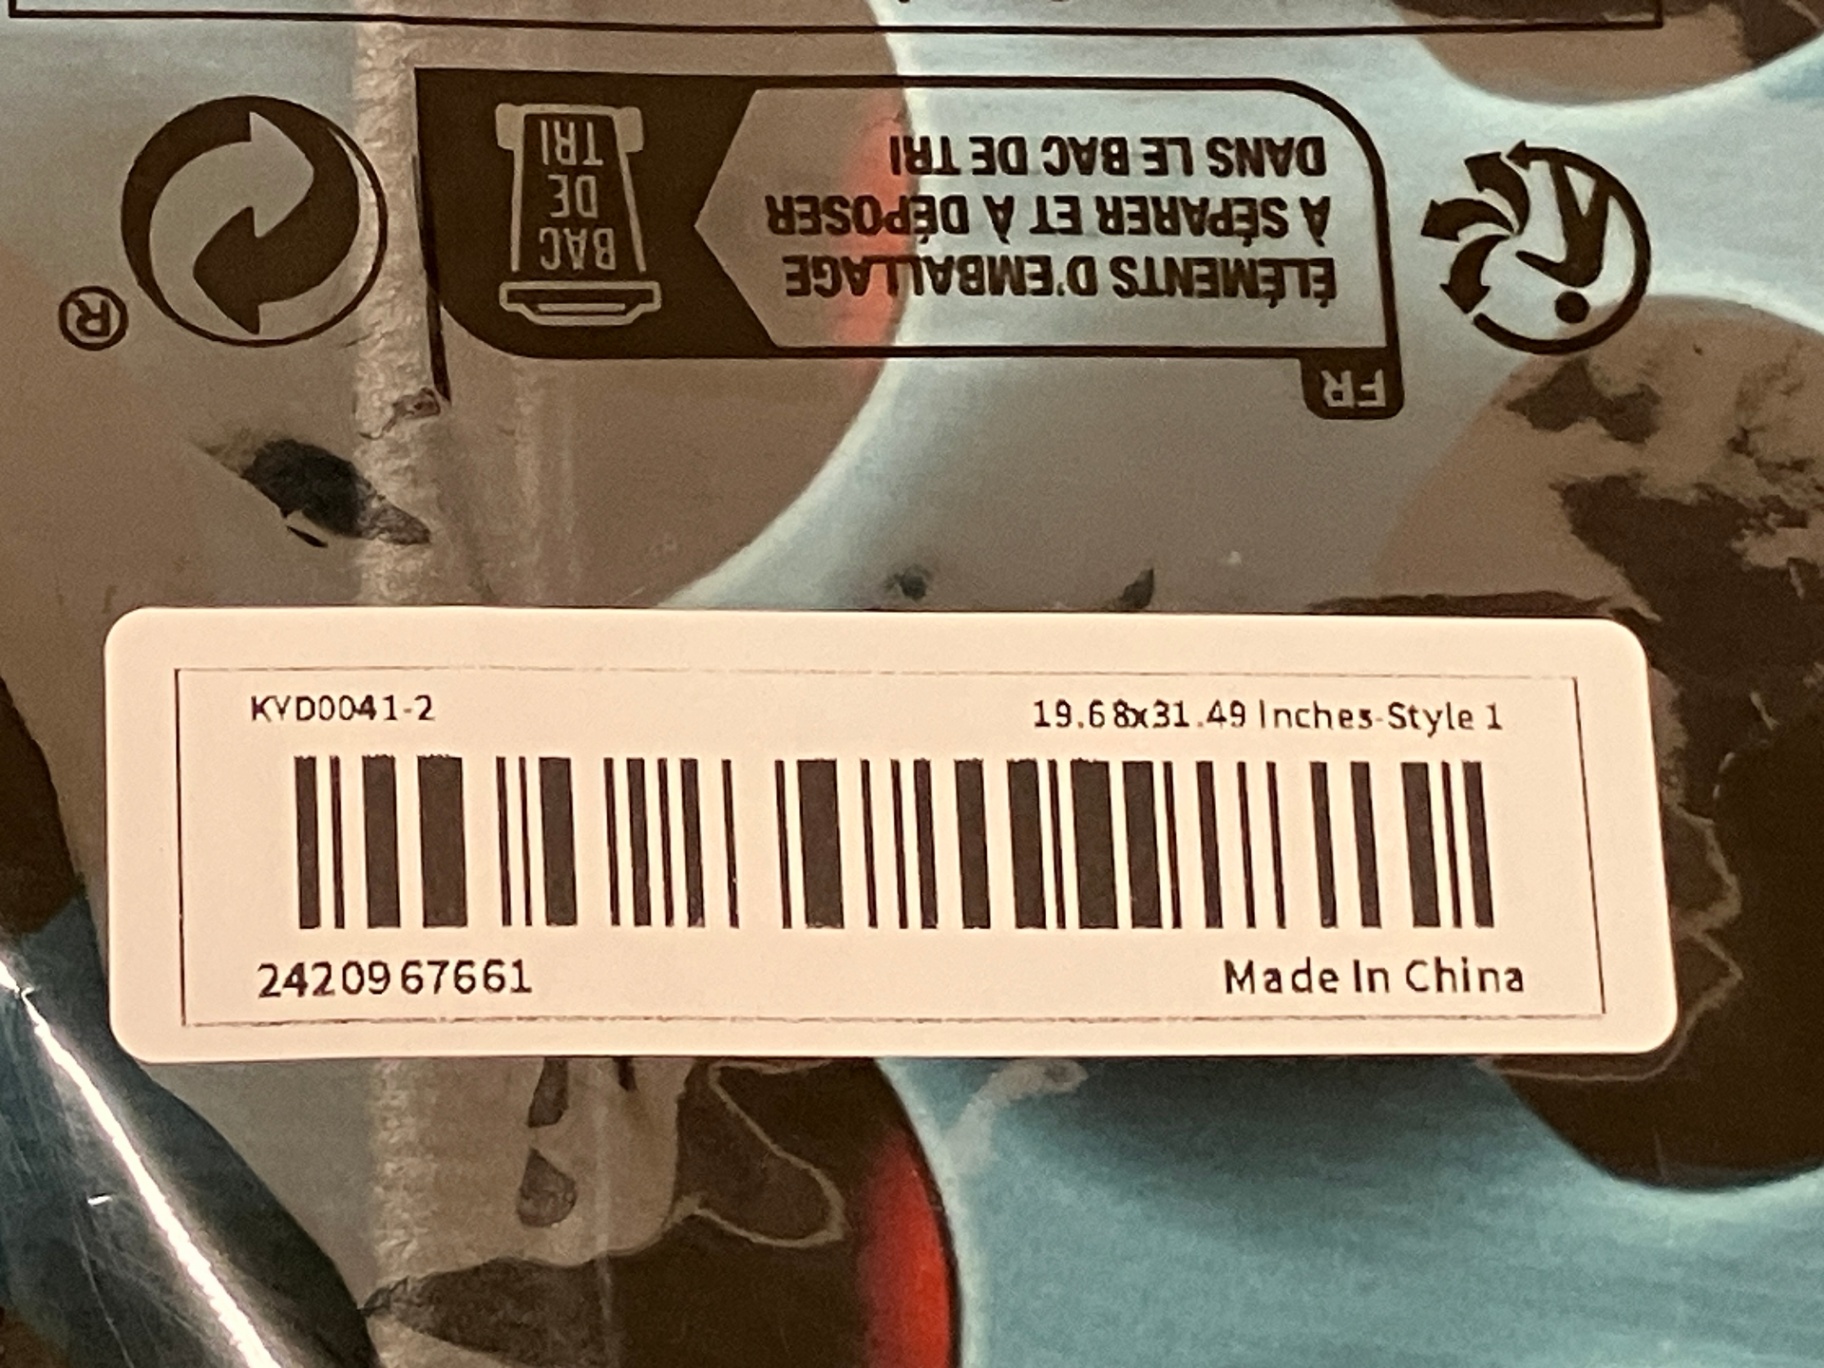 ®
BAC
DE
TRI
ÉLÉMENTS D'EMBALLAGE
À SÉPARER ET À DÉPOSER
DANS LE BAC DE TRI
FR
KYD0041-2
19.68x31.49 Inches-Style 1
2420967661
Made In China